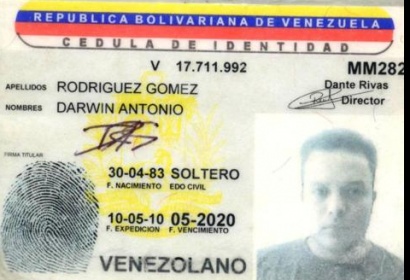 REPUBLICA BOLIVARIANA DE VENEZUELA
CEDULA DE IDENTIDAD
V 17.711.992 MM282
APELLIDOS RODRIGUEZ GOMEZ Dante Rivas
NOMBRES DARWIN ANTONIO Director
FIRMA TITULAR
30-04-83 SOLTERO
F. NACIMIENTO EDO CIVIL
10-05-10 05-2020
F. EXPEDICION F. VENCIMIENTO
VENEZOLANO